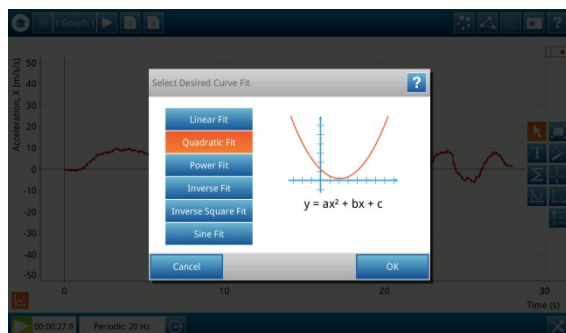 1:Graph 1
?
Acceleration, X (m/s/s)
50
40
30
20
10
0
-10
-20
-30
-40
-50
Select Desired Curve Fit
?
Linear Fit
Quadratic Fit
Power Fit
Inverse Fit
Inverse Square Fit
Sine Fit
y = ax² + bx + c
Cancel
OK
T
Σ
0
10
20
30
Time (s)
00:00:27.9
Periodic: 20 Hz